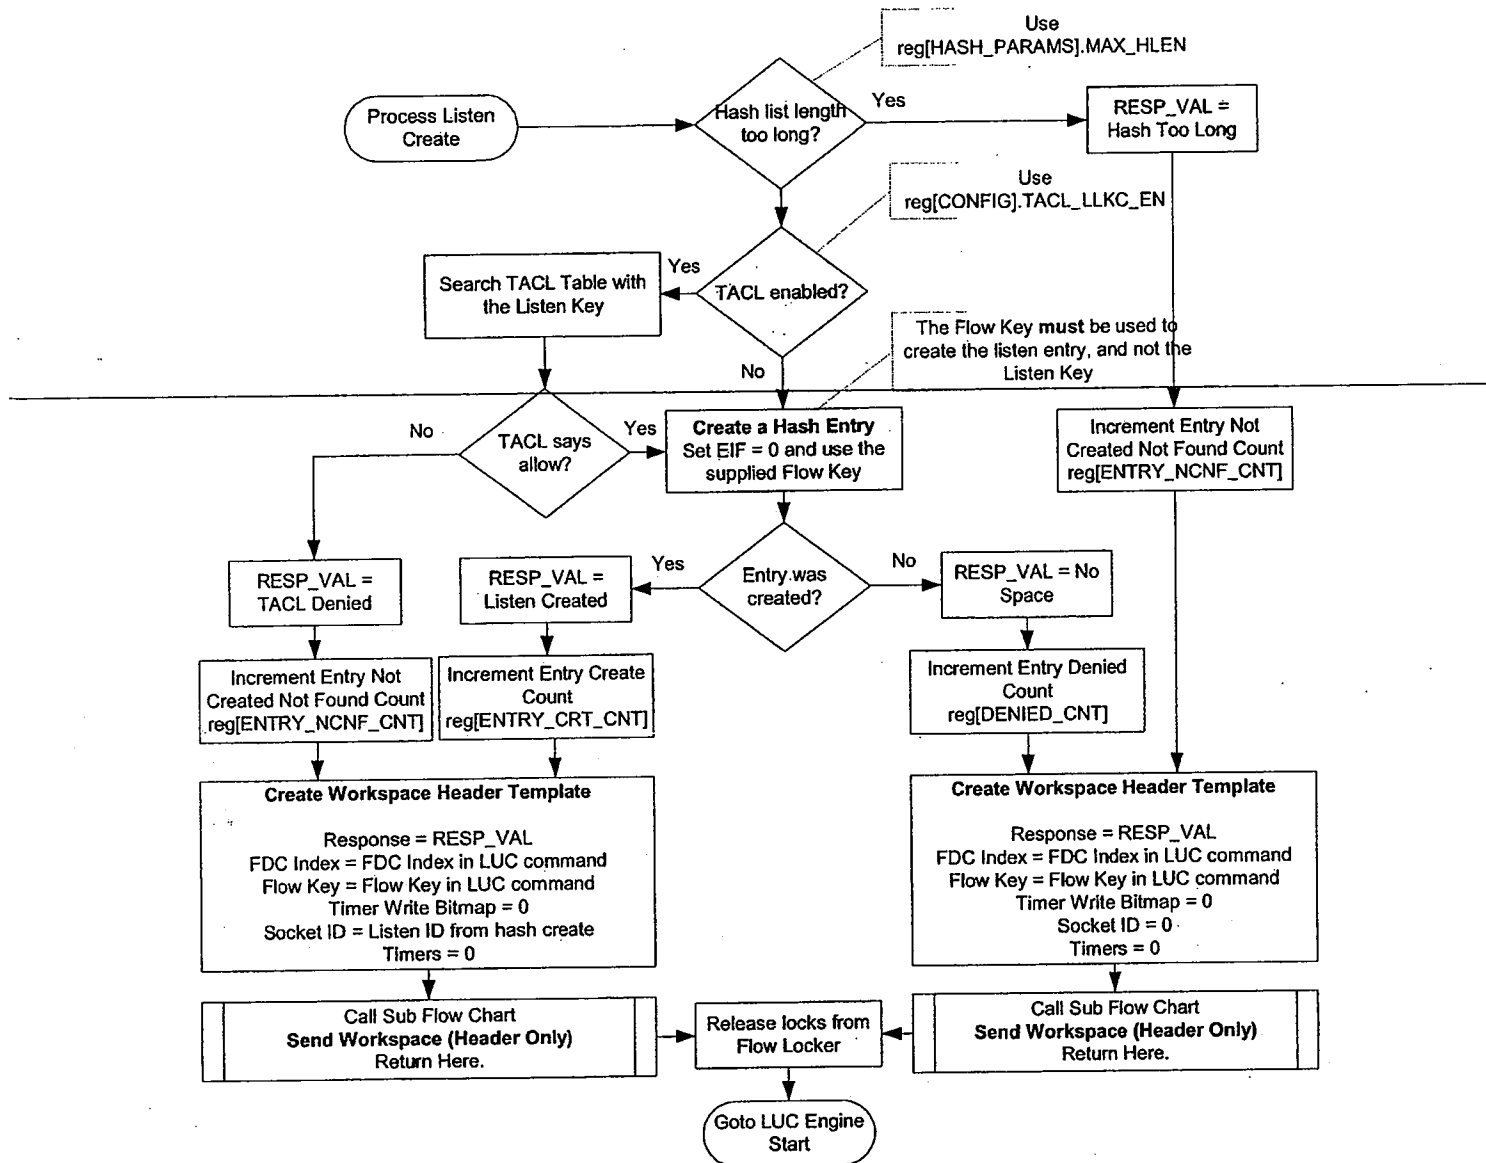 Use
reg[HASH_PARAMS].MAX_HLEN
Process Listen
Create
Hash list length
too long?
Yes
RESP_VAL =
Hash Too Long
Use
reg[CONFIG].TACL_LLKC_EN
Search TACL Table with
the Listen Key
Yes
TACL enabled?
The Flow Key must be used to
create the listen entry, and not the
Listen Key
No
No
TACL says
allow?
Yes
Create a Hash Entry
Set EIF = 0 and use the
supplied Flow Key
Increment Entry Not
Created Not Found Count
reg[ENTRY_NCNF_CNT]
RESP_VAL =
TACL Denied
RESP_VAL =
Listen Created
Yes
Entry was
created?
No
RESP_VAL = No
Space
Increment Entry Not
Created Not Found Count
reg[ENTRY_NCNF_CNT]
Increment Entry Create
Count
reg[ENTRY_CRT_CNT]
Increment Entry Denied
Count
reg[DENIED_CNT]
Create Workspace Header Template
Response = RESP_VAL
FDC Index = FDC Index in LUC command
Flow Key = Flow Key in LUC command
Timer Write Bitmap = 0
Socket ID = Listen ID from hash create
Timers = 0
Create Workspace Header Template
Response = RESP_VAL
FDC Index = FDC Index in LUC command
Flow Key = Flow Key in LUC command
Timer Write Bitmap = 0
Socket ID = 0
Timers = 0
Call Sub Flow Chart
Send Workspace (Header Only)
Return Here.
Release locks from
Flow Locker
Call Sub Flow Chart
Send Workspace (Header Only)
Return Here.
Goto LUC Engine
Start